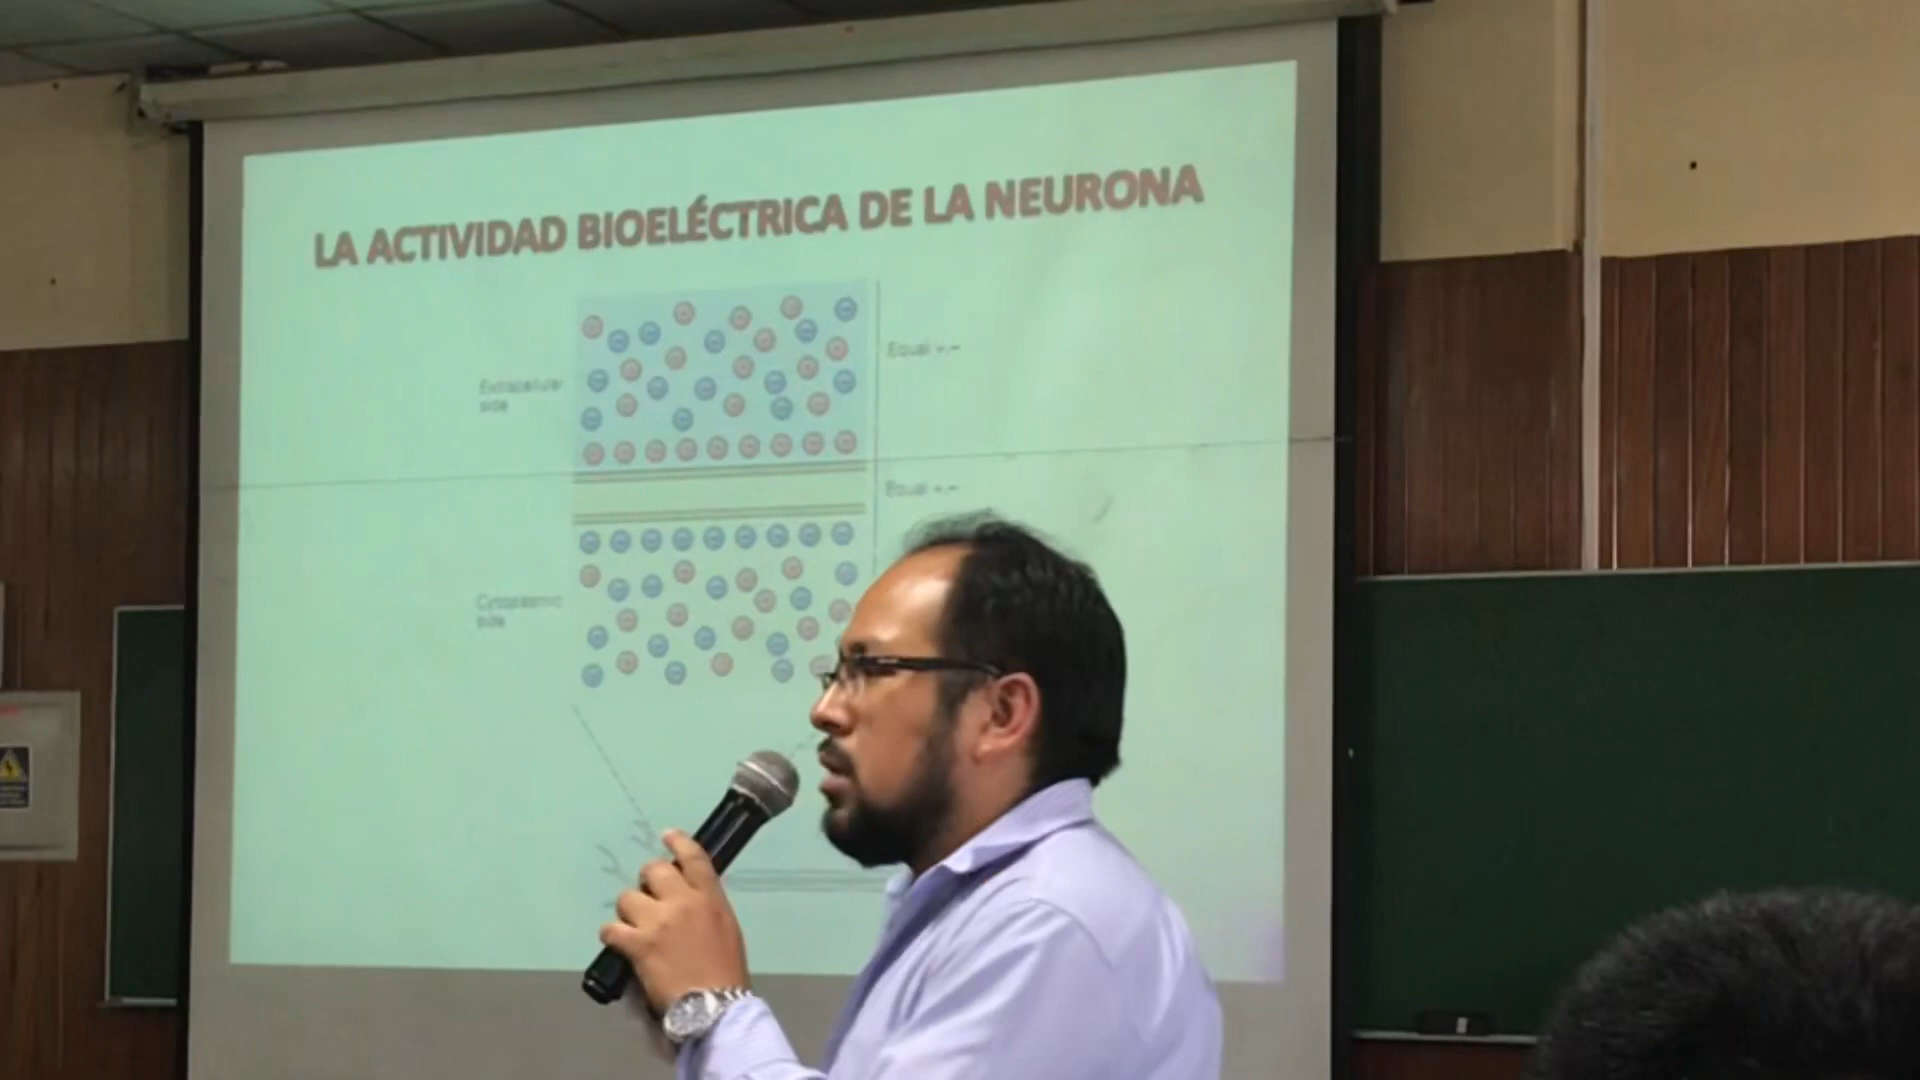 LA ACTIVIDAD BIOELÉCTRICA DE LA NEURONA
Equal +,–
Extracellular
side
Equal +,–
Cytoplasmic
side